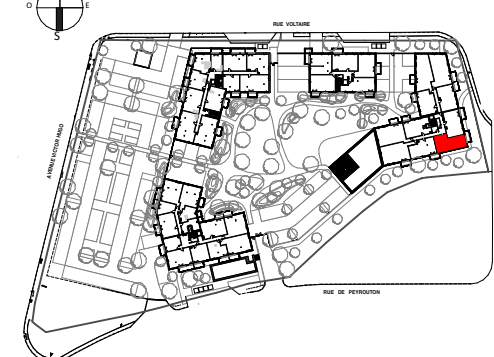 RUE VOLTAIRE
O
E
S
AVENUE VICTOR HUGO
RUE DE PEYROUTON